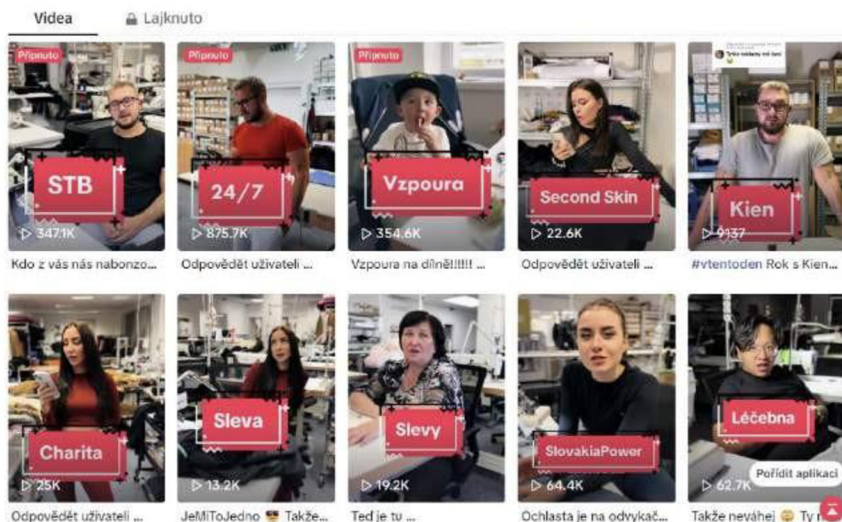 Videa
Lajknuto
Připnuto
Připnuto
Připnuto
STB
24/7
Vzpoura
Second Skin
Kien
347.1K
875.7K
354.6K
22.6K
9137
Kdo z vás nás nabonzo...
Odpovědět uživateli ...
Vzpoura na dílně!!!!!! ...
Odpovědět uživateli ...
#vtentoden Rok s Kien...
Charita
Sleva
Slevy
SlovakiaPower
Léčebna
25K
13.2K
19.2K
64.4K
62.7K
Pořídit aplikaci
Odpovědět uživateli ...
JeMiToJedno 😎 Takže...
Teď je tu ...
Ochlasta je na odvykač...
Takže neváhej